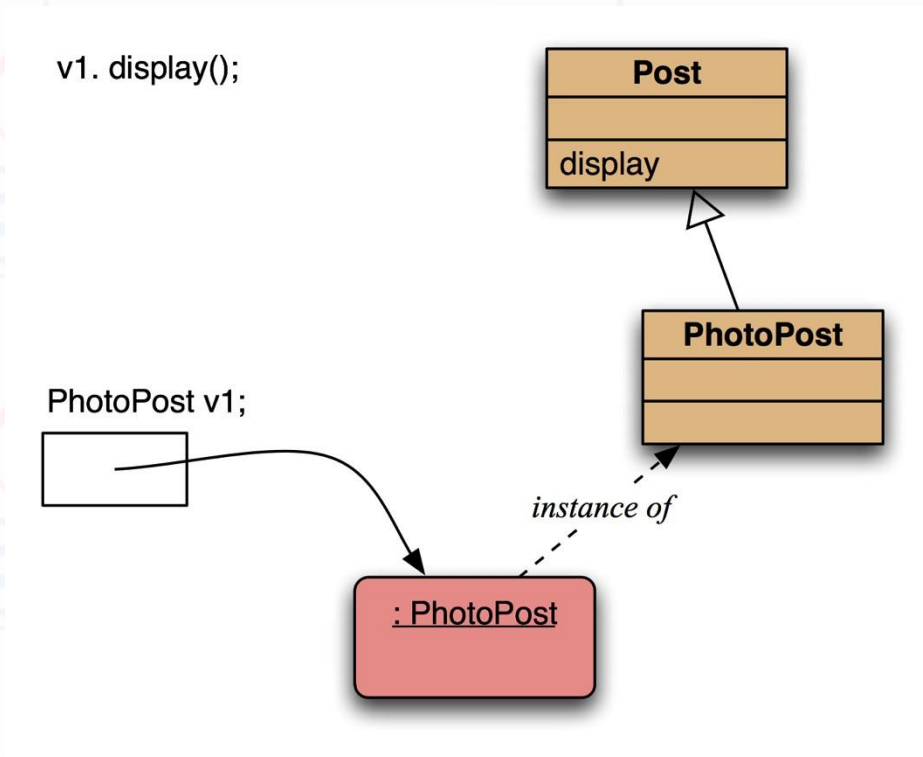 v1. display();
Post
display
PhotoPost
PhotoPost v1;
instance of
: PhotoPost